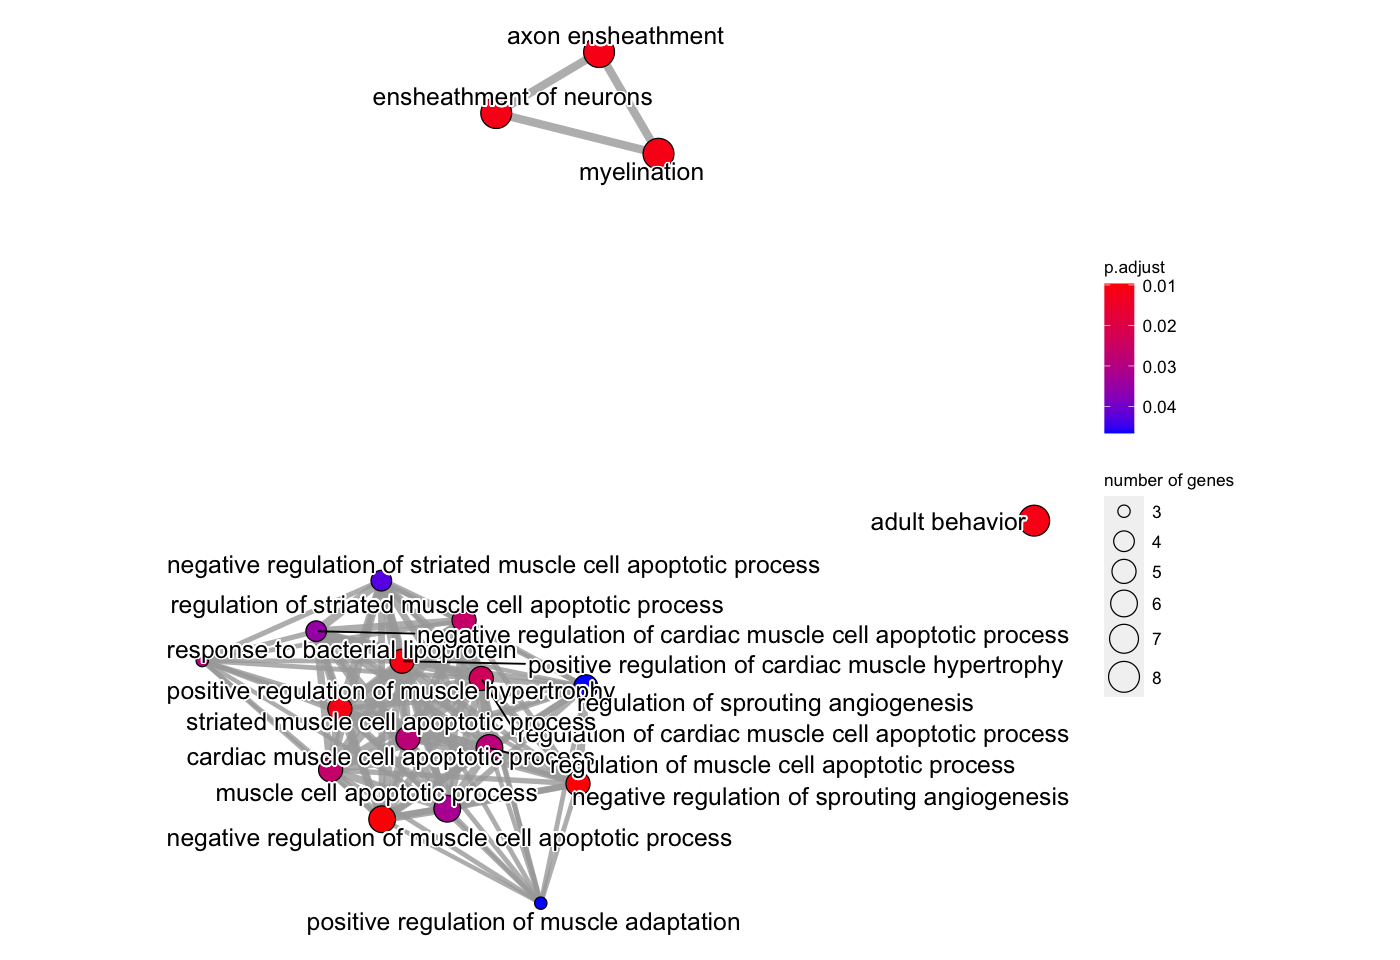 axon ensheathment
ensheathment of neurons
myelination
p.adjust
0.01
0.02
0.03
0.04
number of genes
3
4
5
6
7
8
adult behavior
negative regulation of striated muscle cell apoptotic process
regulation of striated muscle cell apoptotic process
negative regulation of cardiac muscle cell apoptotic process
response to bacterial lipoprotein
positive regulation of cardiac muscle hypertrophy
positive regulation of muscle hypertrophy
regulation of sprouting angiogenesis
striated muscle cell apoptotic process
regulation of cardiac muscle cell apoptotic process
cardiac muscle cell apoptotic process
regulation of muscle cell apoptotic process
muscle cell apoptotic process
negative regulation of sprouting angiogenesis
negative regulation of muscle cell apoptotic process
positive regulation of muscle adaptation